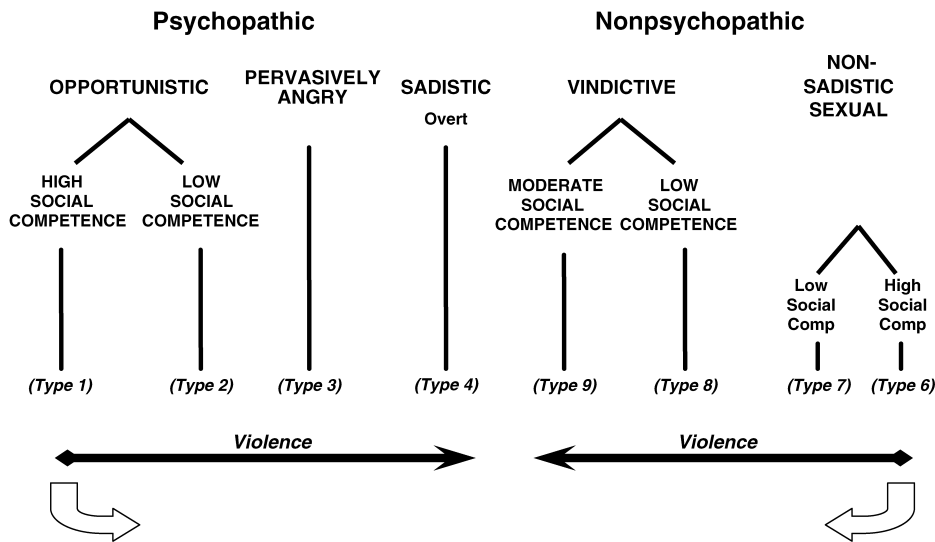 Psychopathic
Nonpsychopathic
OPPORTUNISTIC
PERVASIVELY
ANGRY
SADISTIC
Overt
VINDICTIVE
NON-
SADISTIC
SEXUAL
HIGH
SOCIAL
COMPETENCE
LOW
SOCIAL
COMPETENCE
MODERATE
SOCIAL
COMPETENCE
LOW
SOCIAL
COMPETENCE
Low
Social
Comp
High
Social
Comp
(Type 1)
(Type 2)
(Type 3)
(Type 4)
(Type 9)
(Type 8)
(Type 7)
(Type 6)
Violence
Violence